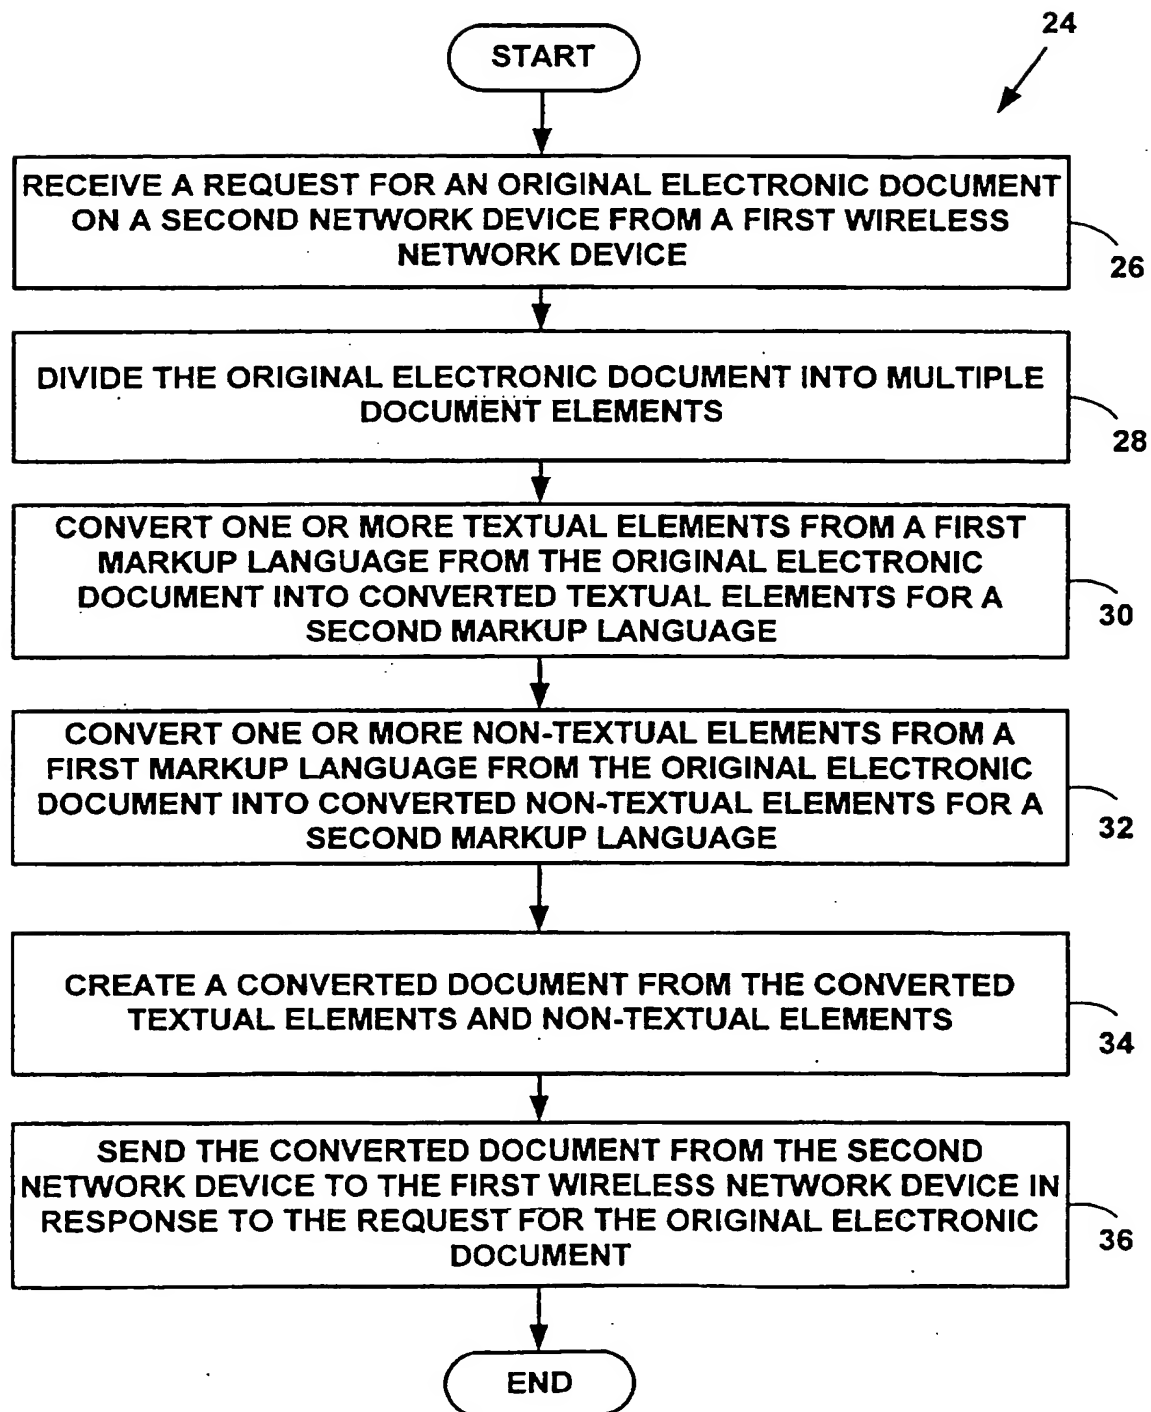 24
START
RECEIVE A REQUEST FOR AN ORIGINAL ELECTRONIC DOCUMENT
ON A SECOND NETWORK DEVICE FROM A FIRST WIRELESS
NETWORK DEVICE
26
DIVIDE THE ORIGINAL ELECTRONIC DOCUMENT INTO MULTIPLE
DOCUMENT ELEMENTS
28
CONVERT ONE OR MORE TEXTUAL ELEMENTS FROM A FIRST
MARKUP LANGUAGE FROM THE ORIGINAL ELECTRONIC
DOCUMENT INTO CONVERTED TEXTUAL ELEMENTS FOR A
SECOND MARKUP LANGUAGE
30
CONVERT ONE OR MORE NON-TEXTUAL ELEMENTS FROM A
FIRST MARKUP LANGUAGE FROM THE ORIGINAL ELECTRONIC
DOCUMENT INTO CONVERTED NON-TEXTUAL ELEMENTS FOR A
SECOND MARKUP LANGUAGE
32
CREATE A CONVERTED DOCUMENT FROM THE CONVERTED
TEXTUAL ELEMENTS AND NON-TEXTUAL ELEMENTS
34
SEND THE CONVERTED DOCUMENT FROM THE SECOND
NETWORK DEVICE TO THE FIRST WIRELESS NETWORK DEVICE IN
RESPONSE TO THE REQUEST FOR THE ORIGINAL ELECTRONIC
DOCUMENT
36
END